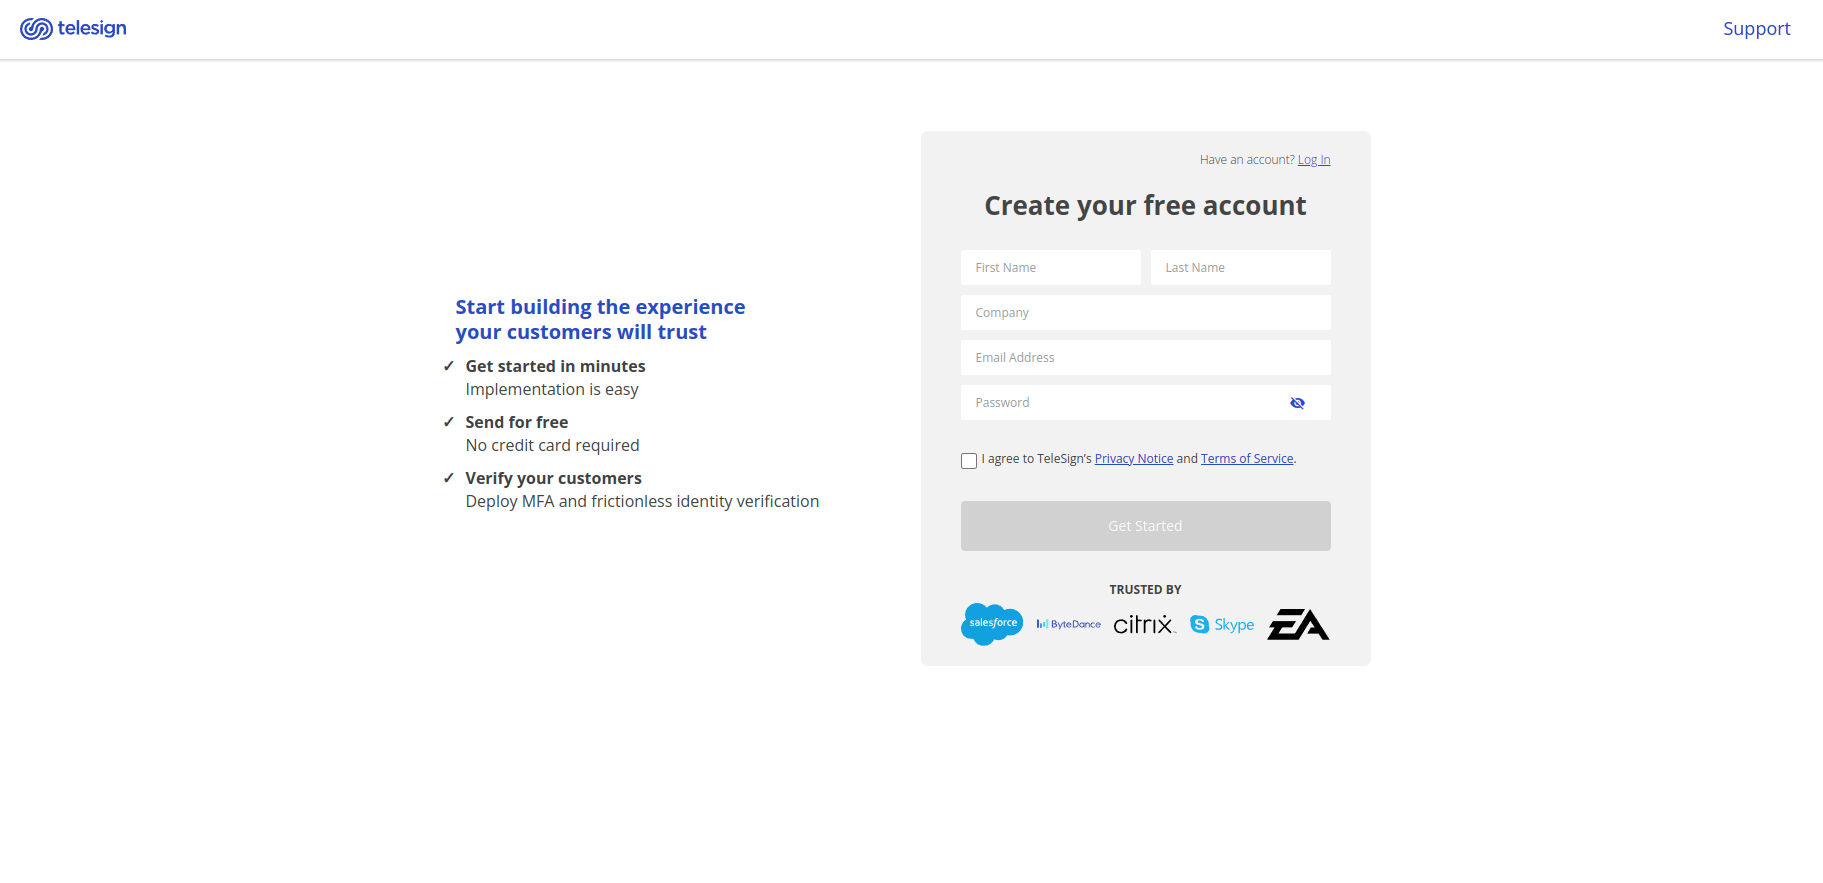 telesign
Support
Start building the experience
your customers will trust
✓ Get started in minutes
Implementation is easy
✓ Send for free
No credit card required
✓ Verify your customers
Deploy MFA and frictionless identity verification
Have an account? Log In
Create your free account
First Name
Last Name
Company
Email Address
Password
I agree to TeleSign's Privacy Notice and Terms of Service.
Get Started
TRUSTED BY
salesforce
ByteDance
citrix
Skype
EA